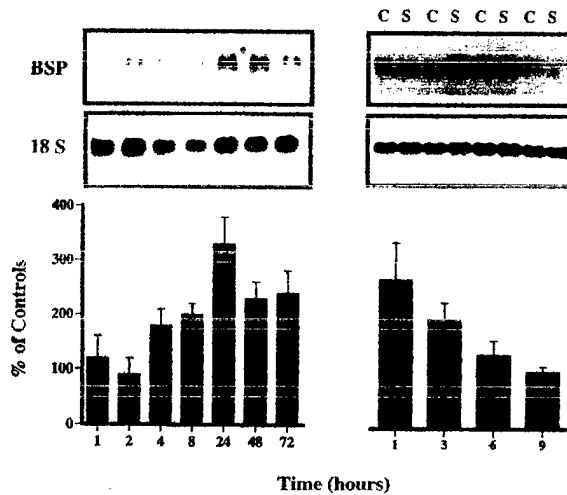 C S C S C S C S
BSP
18 S
% of Controls
400
300
200
100
0
1 2 4 8 24 48 72
1 3 6 9
Time (hours)